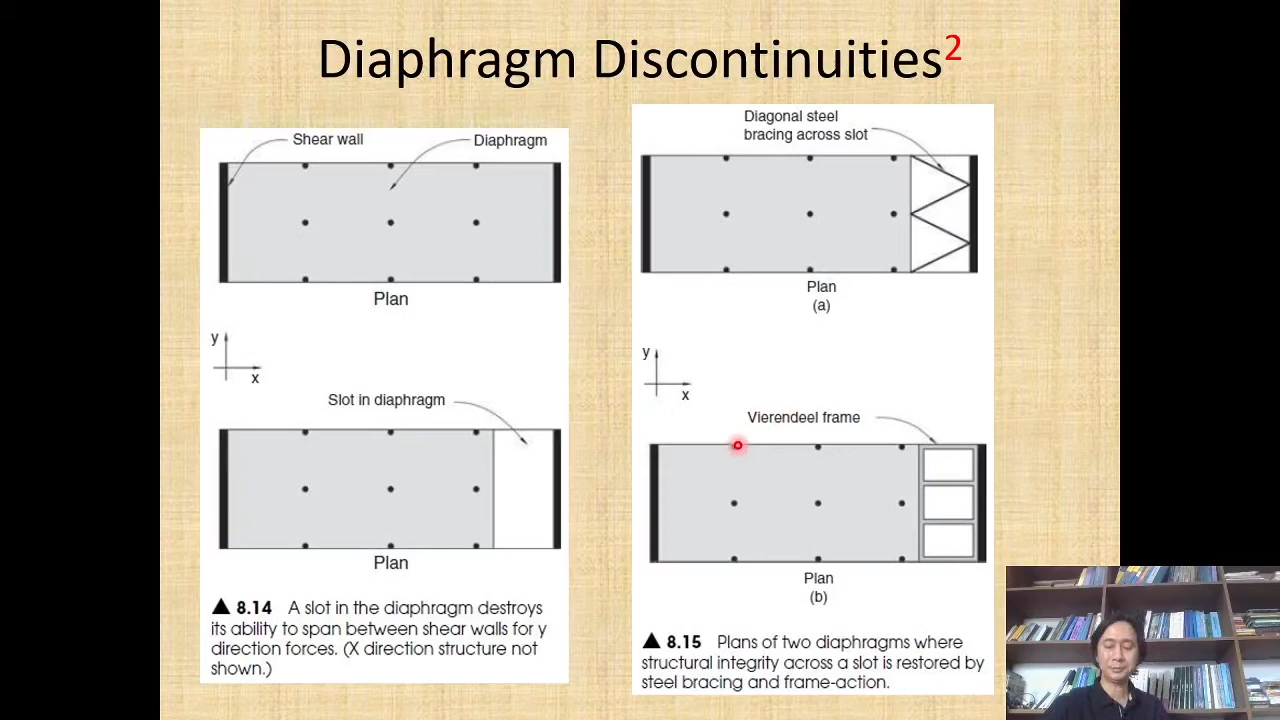 Diaphragm Discontinuities²
Shear wall
Diaphragm
Plan
y
x
Slot in diaphragm
Plan
▲ 8.14 A slot in the diaphragm destroys
its ability to span between shear walls for y
direction forces. (X direction structure not
shown.)
Diagonal steel
bracing across slot
Plan
(a)
y
x
Vierendeel frame
Plan
(b)
▲ 8.15 Plans of two diaphragms where
structural integrity across a slot is restored by
steel bracing and frame-action.